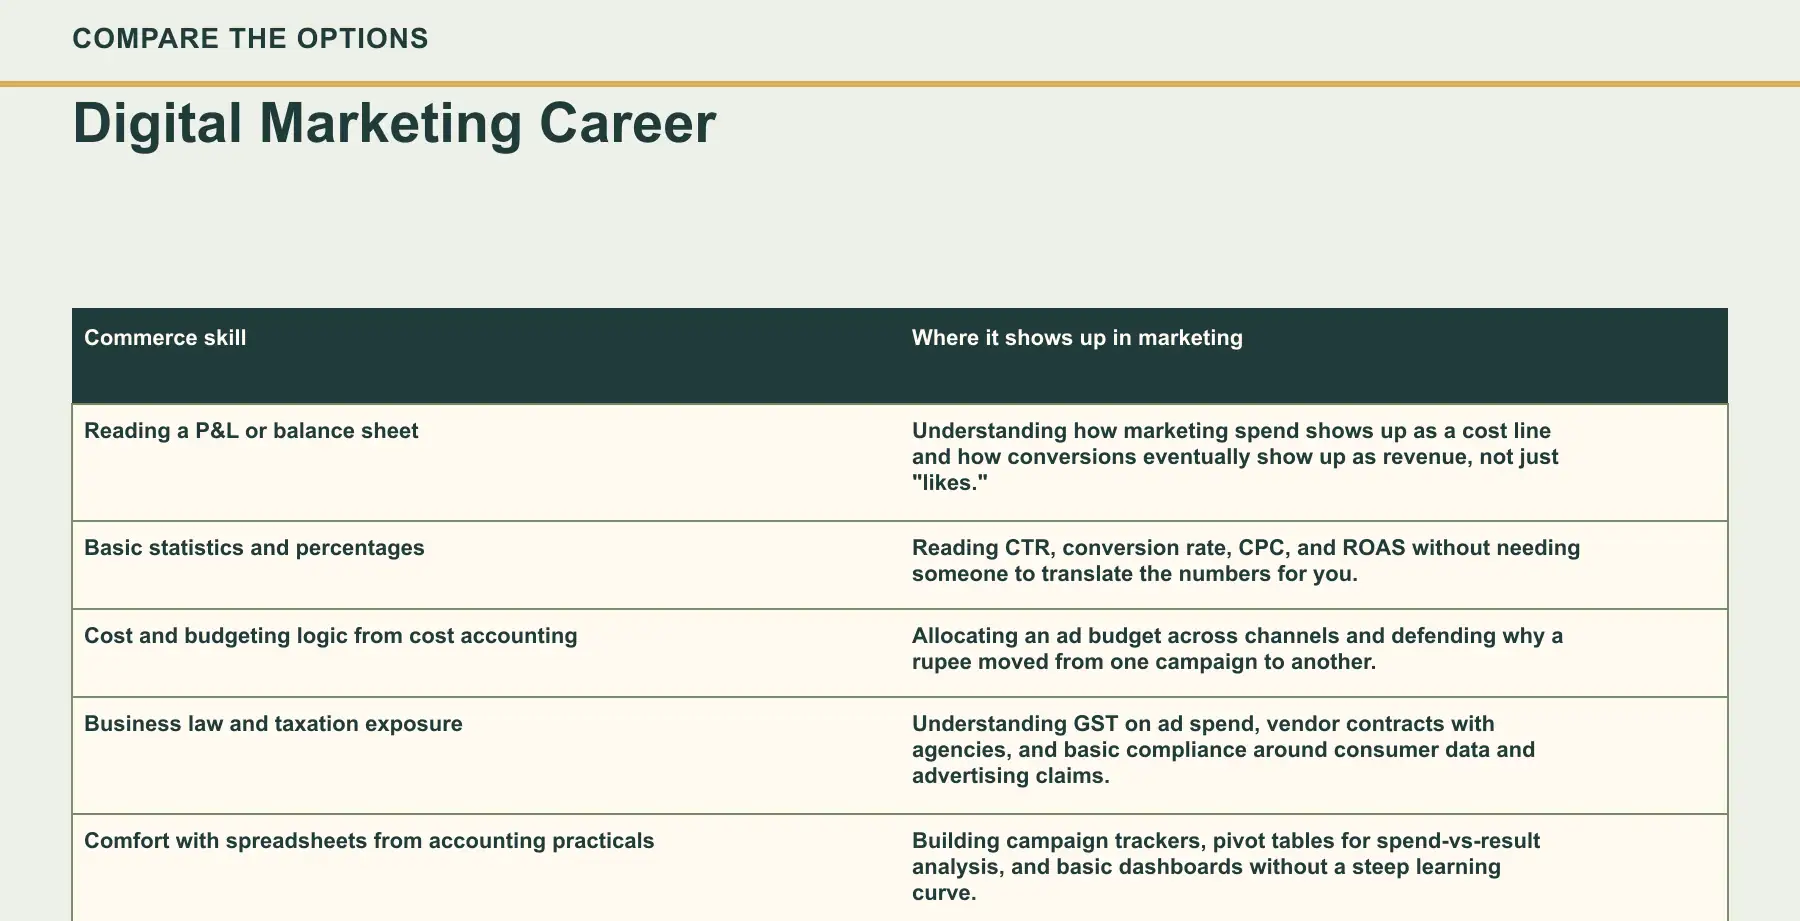 COMPARE THE OPTIONS
Digital Marketing Career
Commerce skill
Where it shows up in marketing
Reading a P&L or balance sheet
Understanding how marketing spend shows up as a cost line
and how conversions eventually show up as revenue, not just
"likes."
Basic statistics and percentages
Reading CTR, conversion rate, CPC, and ROAS without needing
someone to translate the numbers for you.
Cost and budgeting logic from cost accounting
Allocating an ad budget across channels and defending why a
rupee moved from one campaign to another.
Business law and taxation exposure
Understanding GST on ad spend, vendor contracts with
agencies, and basic compliance around consumer data and
advertising claims.
Comfort with spreadsheets from accounting practicals
Building campaign trackers, pivot tables for spend-vs-result
analysis, and basic dashboards without a steep learning
curve.